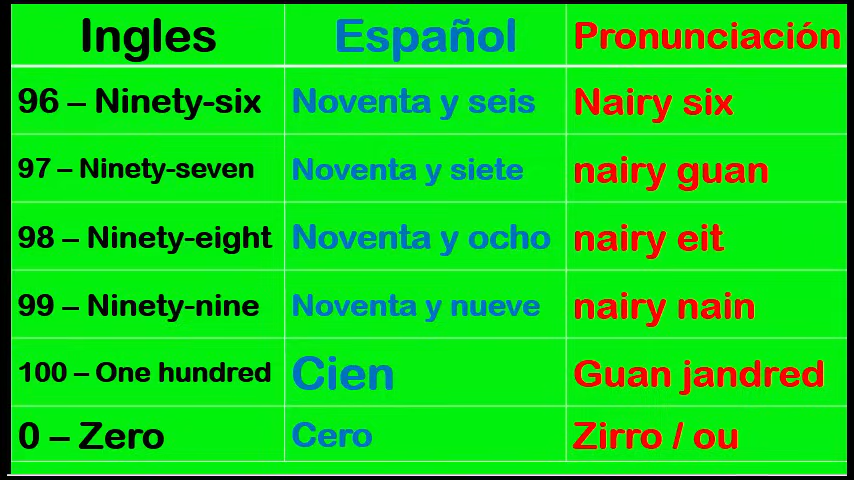 Ingles Español Pronunciación
96 – Ninety-six Noventa y seis Nairy six
97 – Ninety-seven Noventa y siete nairy guan
98 – Ninety-eight Noventa y ocho nairy eit
99 – Ninety-nine Noventa y nueve nairy nain
100 – One hundred Cien Guan jandred
0 – Zero Cero Zirro / ou